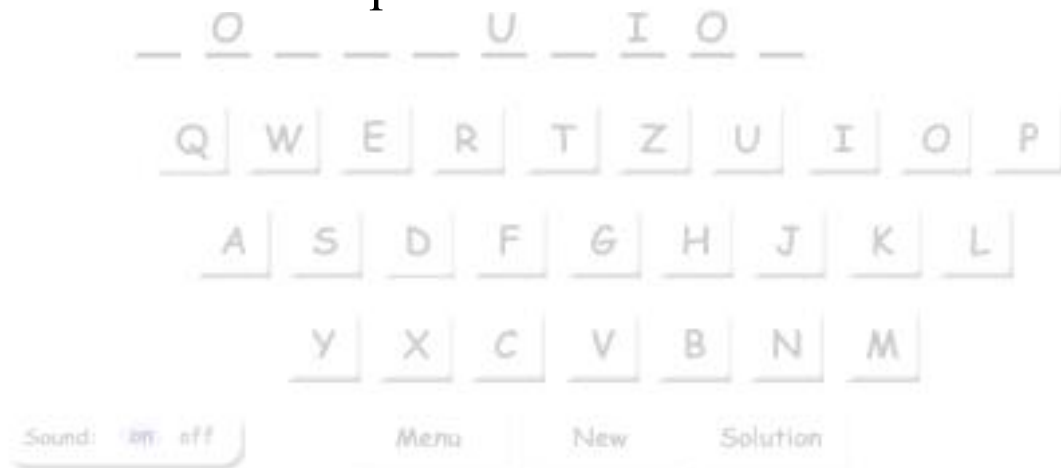 _ O _ _ _ U _ I O _
Q W E R T Z U I O P
A S D F G H J K L
Y X C V B N M
Sound: on off Menu New Solution